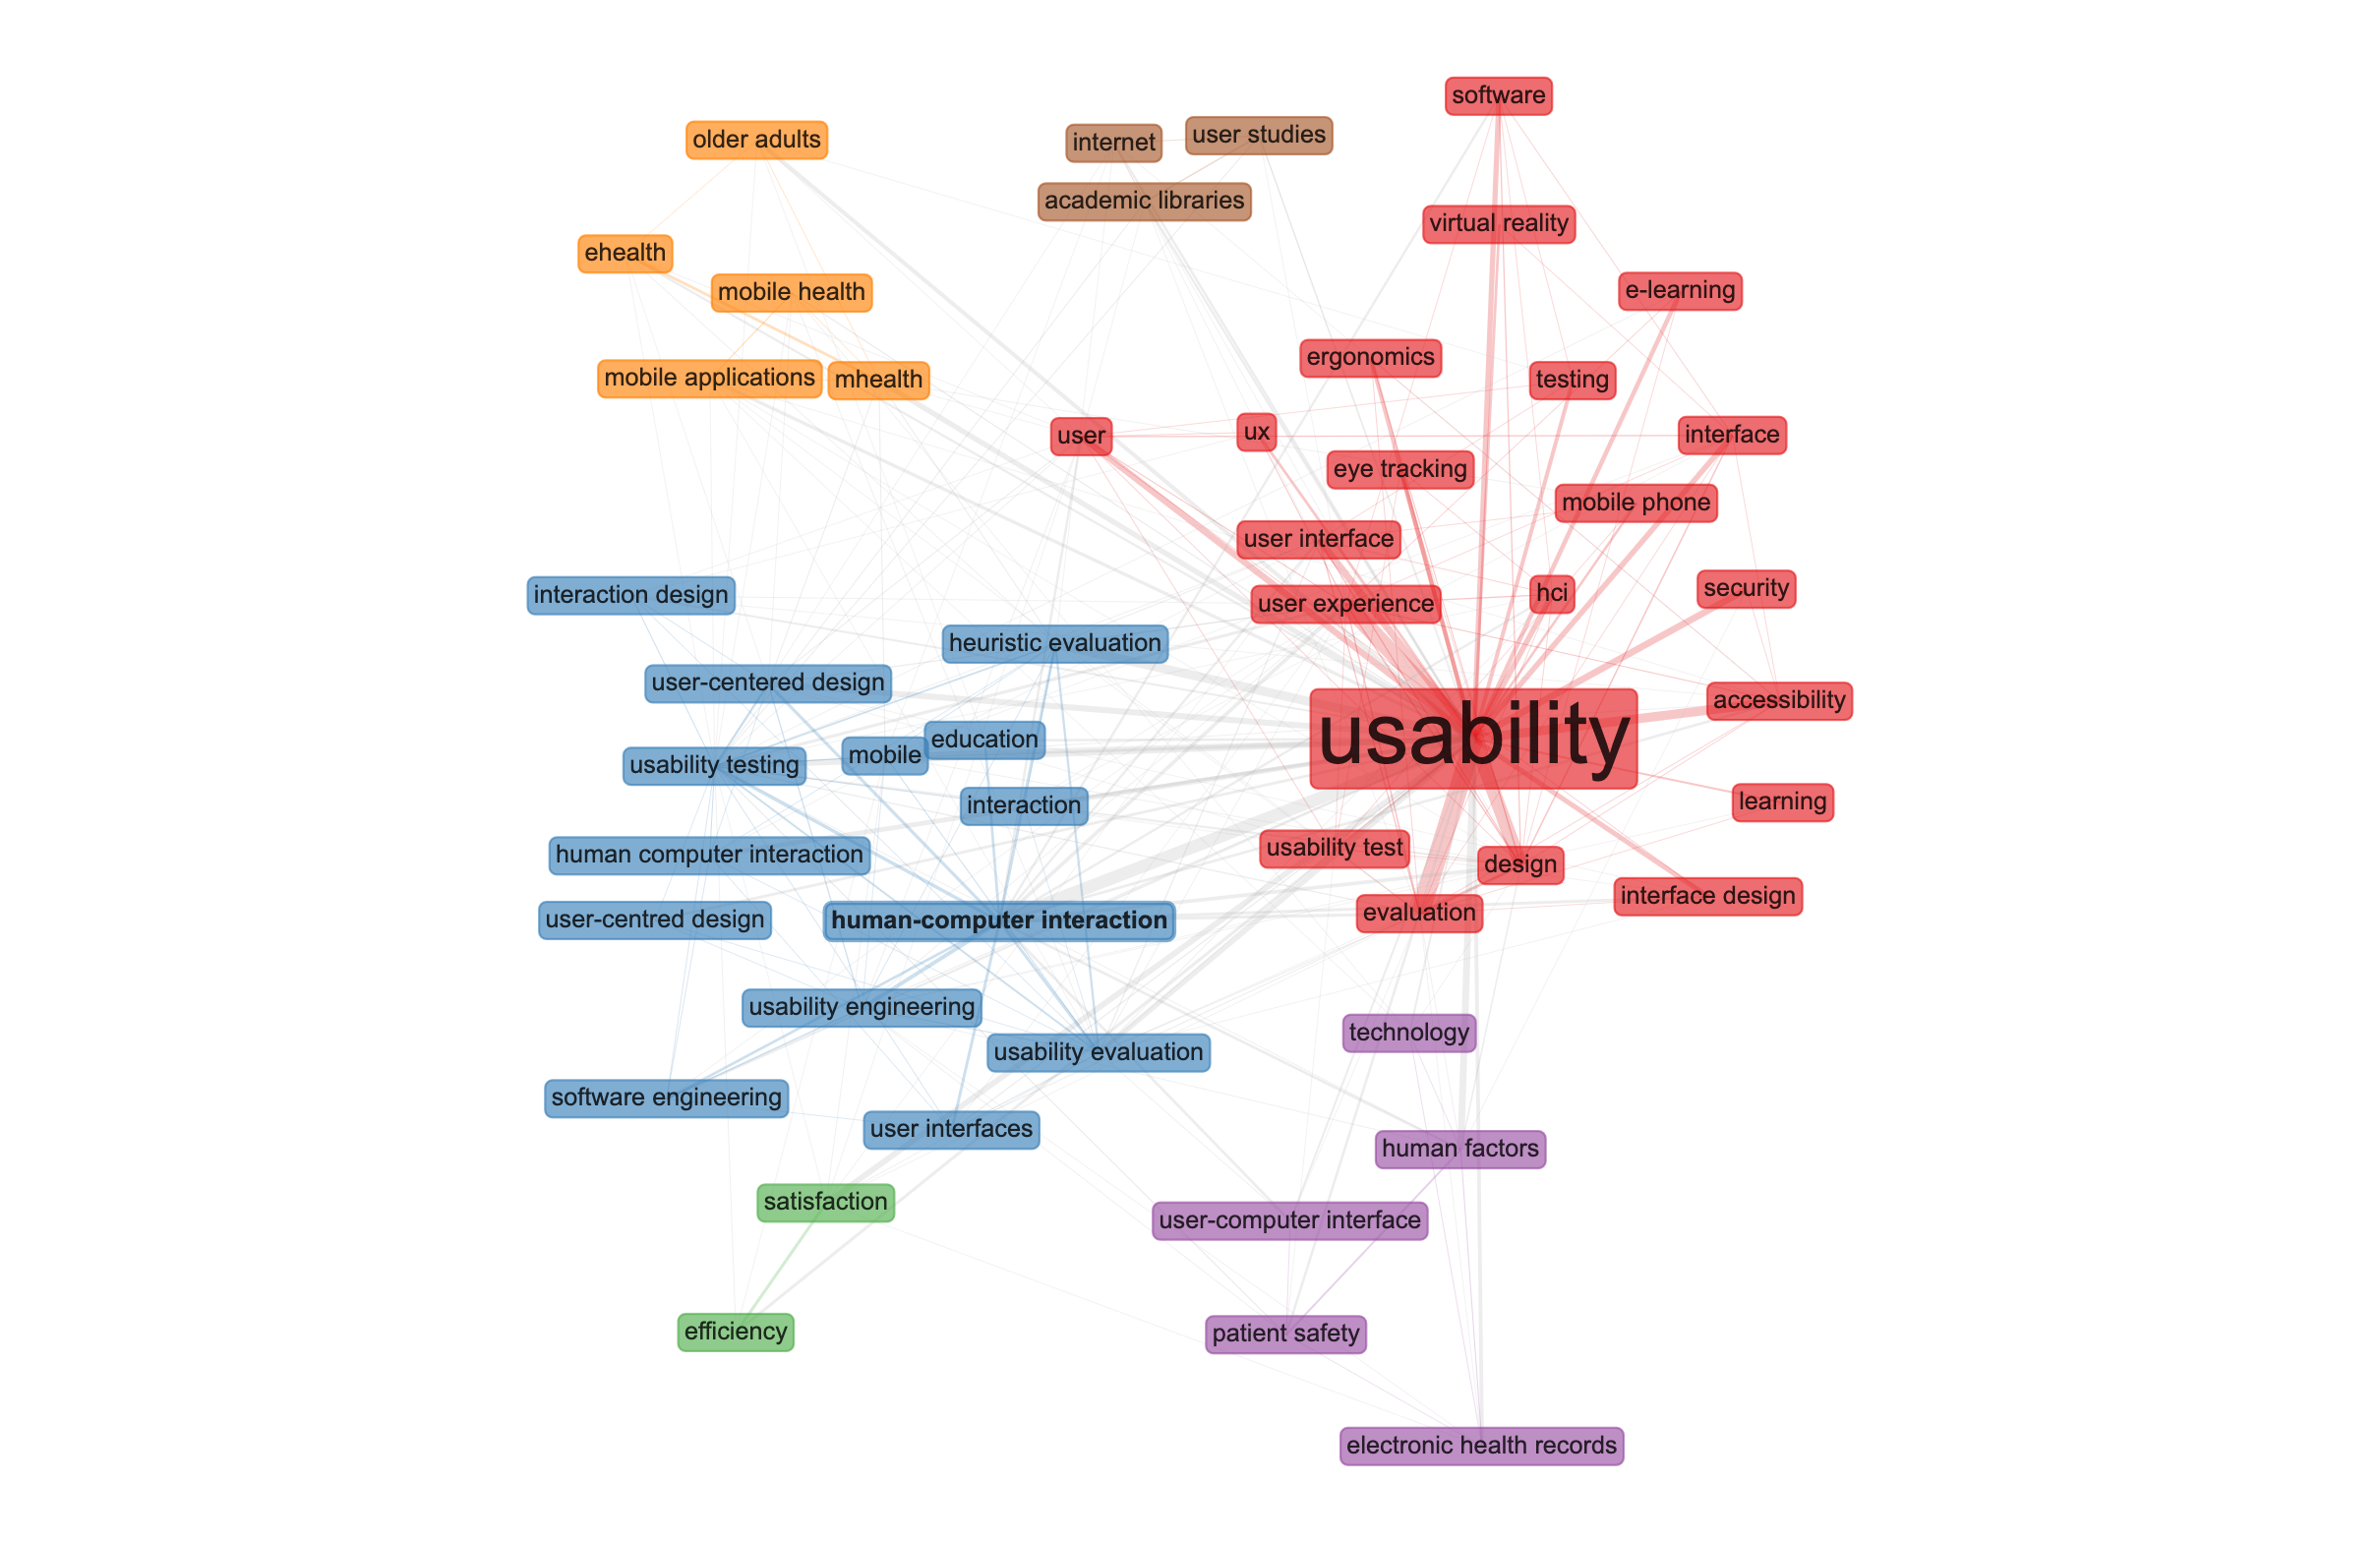 software
older adults
internet
user studies
academic libraries
virtual reality
ehealth
mobile health
e-learning
ergonomics
mobile applications
mhealth
testing
user
ux
interface
eye tracking
mobile phone
user interface
interaction design
user experience
hci
security
heuristic evaluation
user-centered design
accessibility
usability
education
mobile
usability testing
interaction
learning
human computer interaction
usability test
design
interface design
user-centred design
human-computer interaction
evaluation
usability engineering
technology
usability evaluation
software engineering
user interfaces
human factors
satisfaction
user-computer interface
efficiency
patient safety
electronic health records